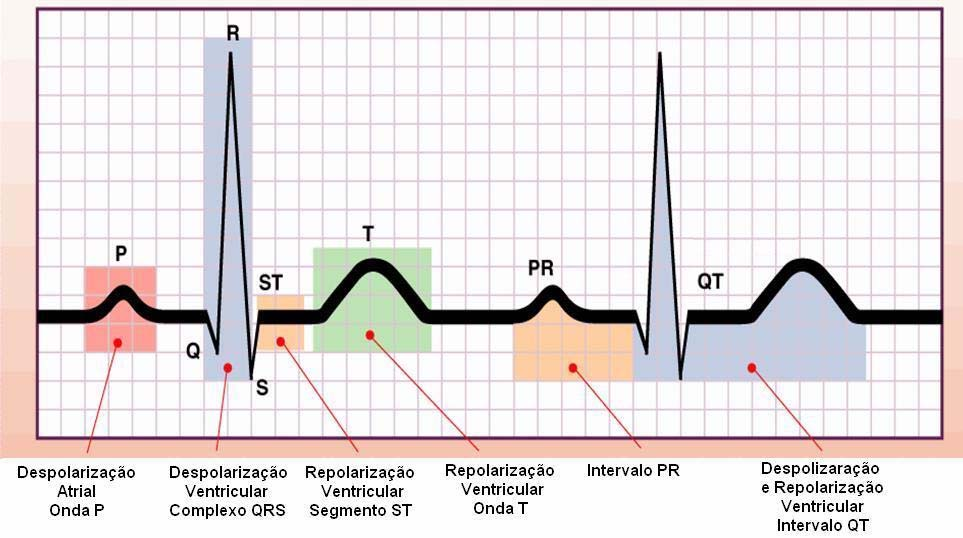 R
P
T
ST
PR
QT
Q
S
Despolarização
Atrial
Onda P
Despolarização
Ventricular
Complexo QRS
Repolarização
Ventricular
Segmento ST
Repolarização
Ventricular
Onda T
Intervalo PR
Despolizaração
e Repolarização
Ventricular
Intervalo QT